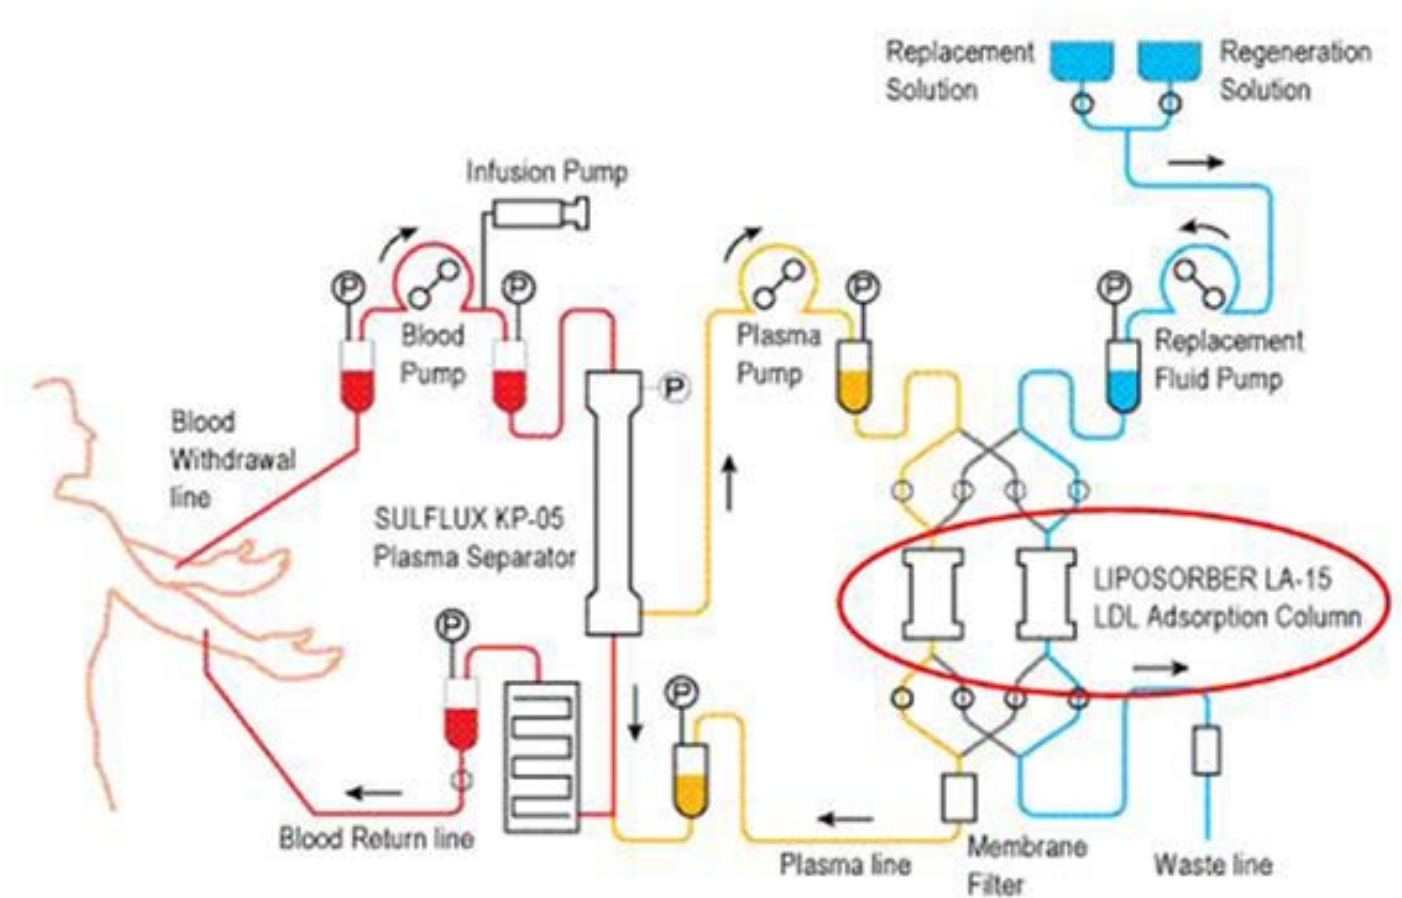 Replacement
Solution
Regeneration
Solution
Infusion Pump
P
P
P
P
Blood
Pump
Plasma
Pump
Replacement
Fluid Pump
P
Blood
Withdrawal
line
SULFLUX KP-05
Plasma Separator
LIPOSORBER LA-15
LDL Adsorption Column
P
P
Blood Return line
Plasma line
Membrane
Filter
Waste line